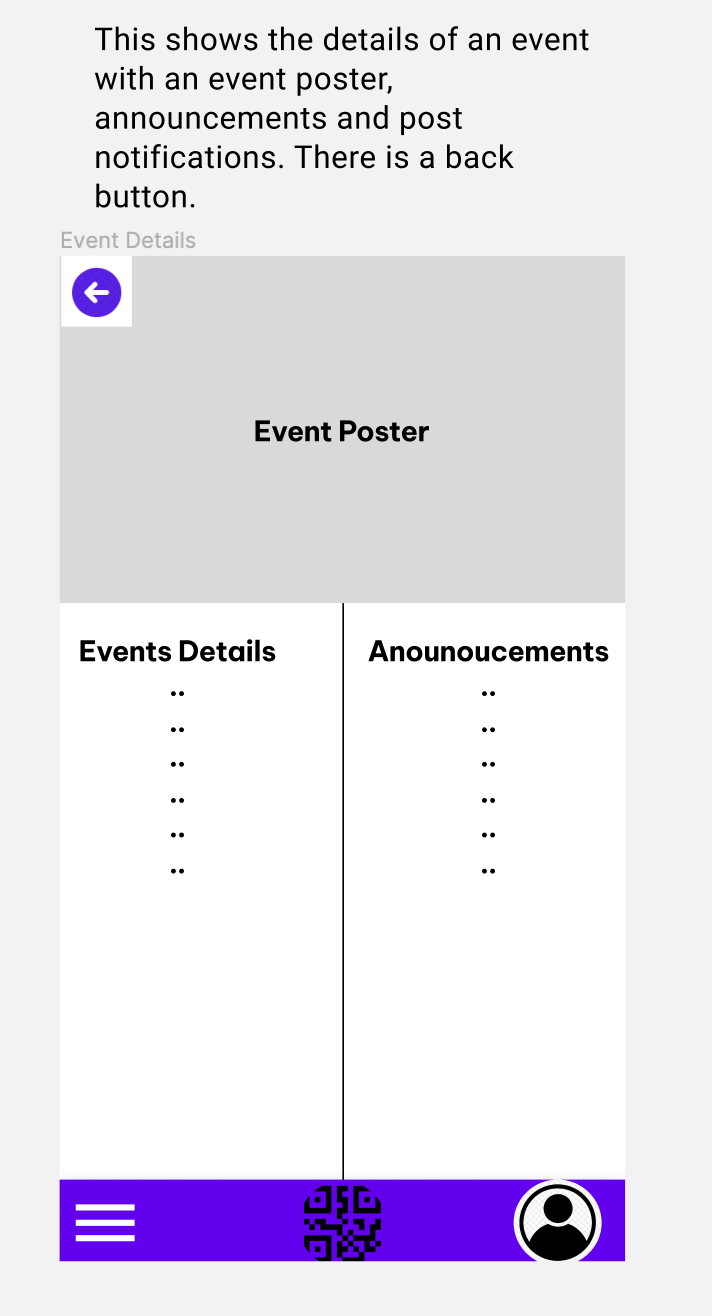 This shows the details of an event
with an event poster,
announcements and post
notifications. There is a back
button.
Event Details
Event Poster
Events Details
..
..
..
..
..
..
Anounoucements
..
..
..
..
..
..